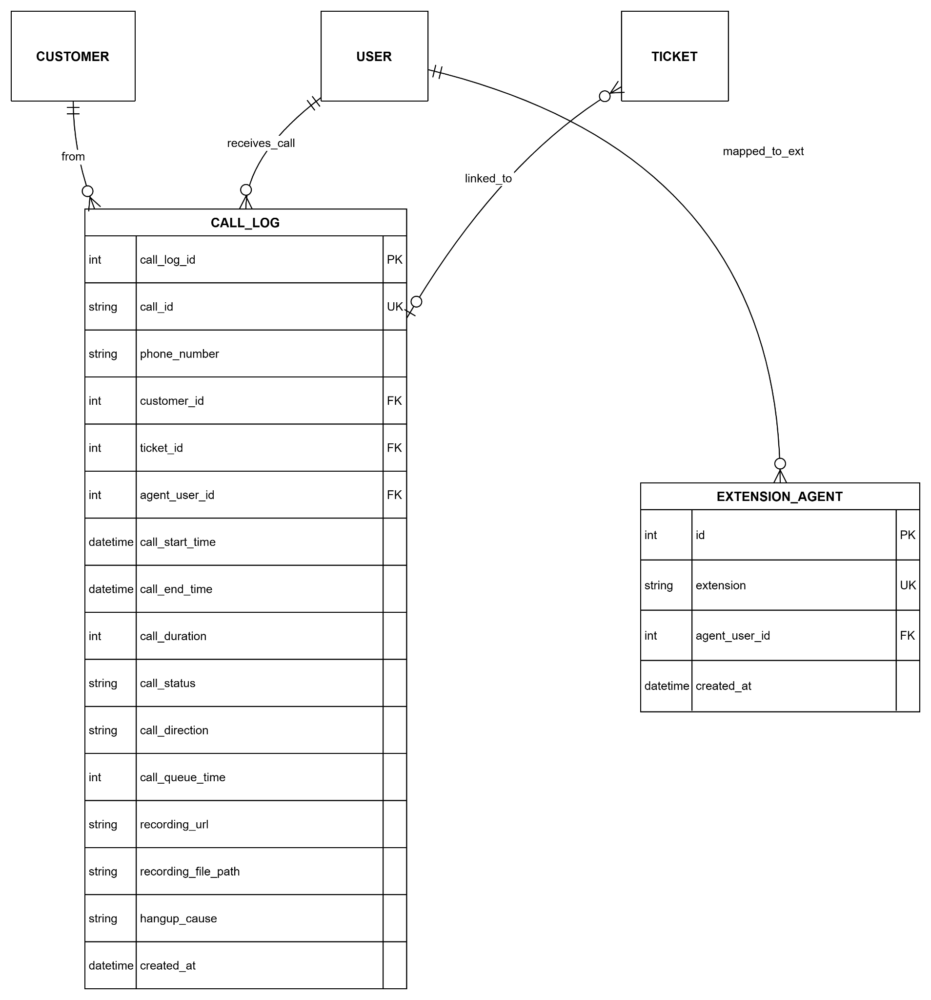 CUSTOMER
USER
TICKET
from
receives_call
linked_to
mapped_to_ext
CALL_LOG
int call_log_id PK
string call_id UK
string phone_number
int customer_id FK
int ticket_id FK
int agent_user_id FK
datetime call_start_time
datetime call_end_time
int call_duration
string call_status
string call_direction
int call_queue_time
string recording_url
string recording_file_path
string hangup_cause
datetime created_at
EXTENSION_AGENT
int id PK
string extension UK
int agent_user_id FK
datetime created_at